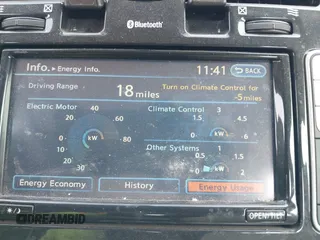 Bluetooth
Info. ▸ Energy Info. 11:41 BACK
Driving Range 18 miles Turn on Climate Control for
-5 miles
Electric Motor 40 Climate Control 3
20 60 1.5 4.5
0 kW 80 0 kW 6
10 Other Systems 1
-30 0.5 1.5
0 kW 2
Energy Economy History Energy Usage
OPEN/TILT
DREAMBID